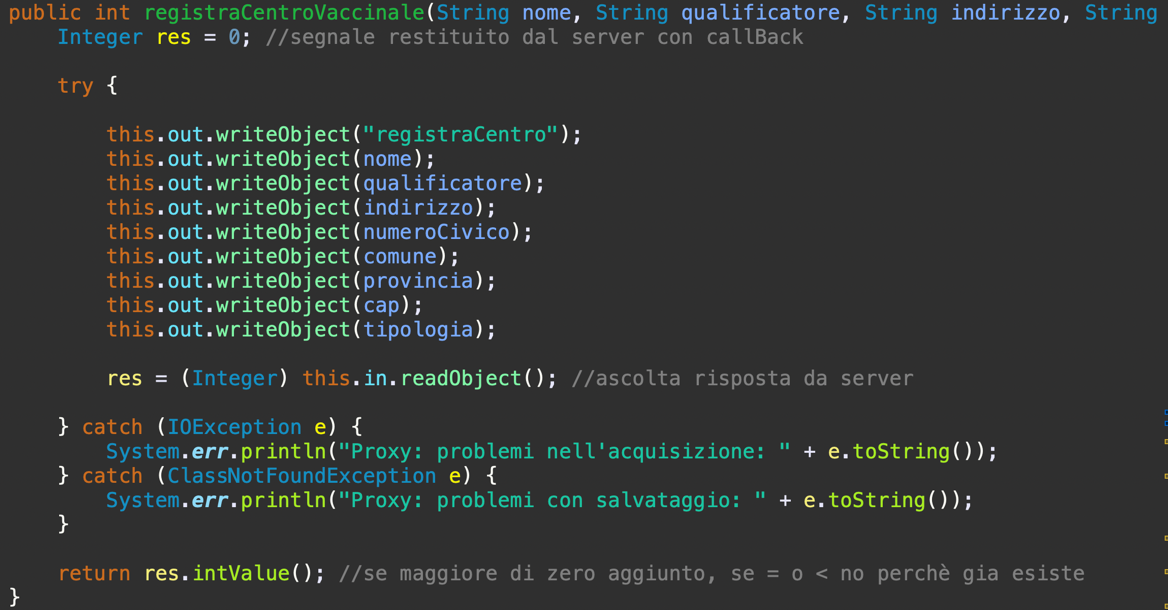 public int registraCentroVaccinale(String nome, String qualificatore, String indirizzo, String
Integer res = 0; //segnale restituito dal server con callBack
try {
this.out.writeObject("registraCentro");
this.out.writeObject(nome);
this.out.writeObject(qualificatore);
this.out.writeObject(indirizzo);
this.out.writeObject(numeroCivico);
this.out.writeObject(comune);
this.out.writeObject(provincia);
this.out.writeObject(cap);
this.out.writeObject(tipologia);
res = (Integer) this.in.readObject(); //ascolta risposta da server
} catch (IOException e) {
System.err.println("Proxy: problemi nell'acquisizione: " + e.toString());
} catch (ClassNotFoundException e) {
System.err.println("Proxy: problemi con salvataggio: " + e.toString());
}
return res.intValue(); //se maggiore di zero aggiunto, se = o < no perchè gia esiste
}